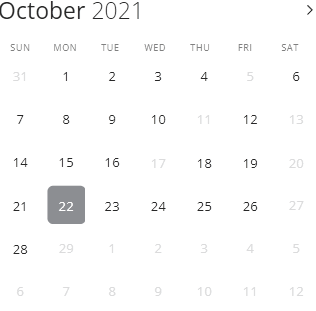 October 2021
SUN MON TUE WED THU FRI SAT
31 1 2 3 4 5 6
7 8 9 10 11 12 13
14 15 16 17 18 19 20
21 22 23 24 25 26 27
28 29 1 2 3 4 5
6 7 8 9 10 11 12